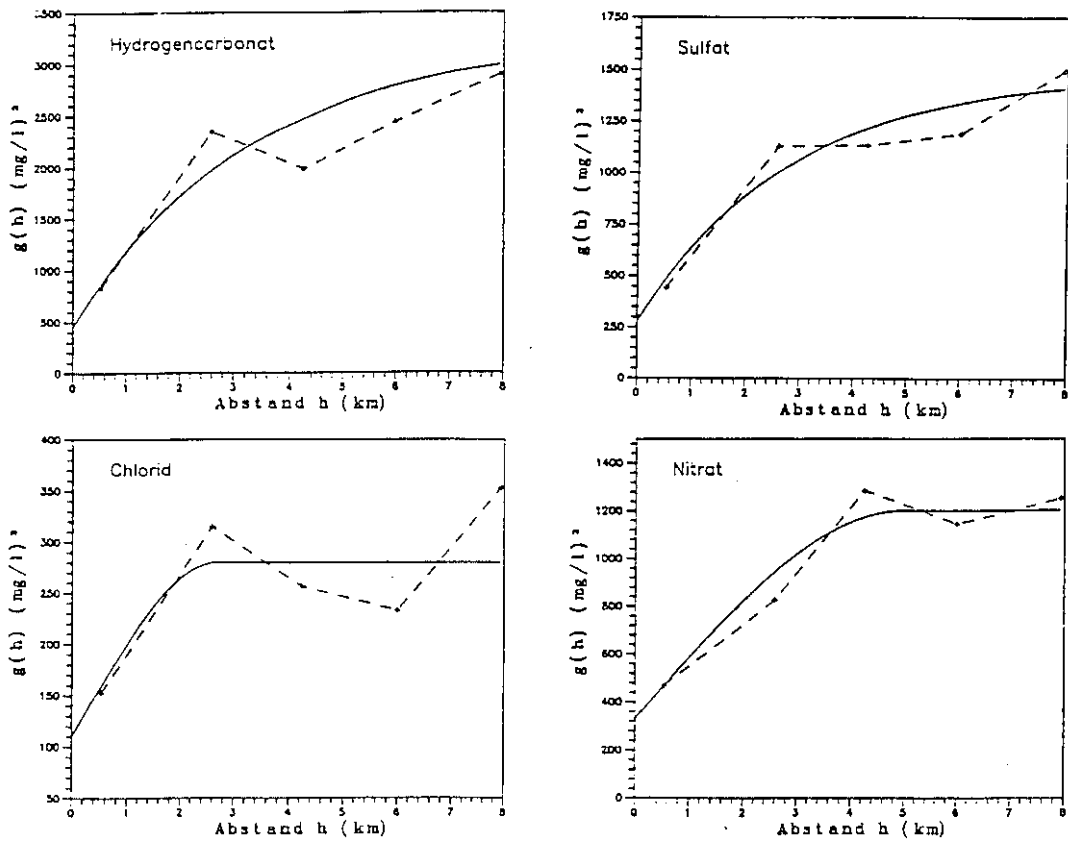 Hydrogencarbonat
g(h) (mg/l)²
3500
3000
2500
2000
1500
1000
500
0
0 1 2 3 4 5 6 7 8
Abstand h (km)
Sulfat
g(h) (mg/l)²
1750
1500
1250
1000
750
500
250
0
0 1 2 3 4 5 6 7 8
Abstand h (km)
Chlorid
g(h) (mg/l)²
400
350
300
250
200
150
100
50
0 1 2 3 4 5 6 7 8
Abstand h (km)
Nitrat
g(h) (mg/l)²
1400
1200
1000
800
600
400
200
0
0 1 2 3 4 5 6 7 8
Abstand h (km)